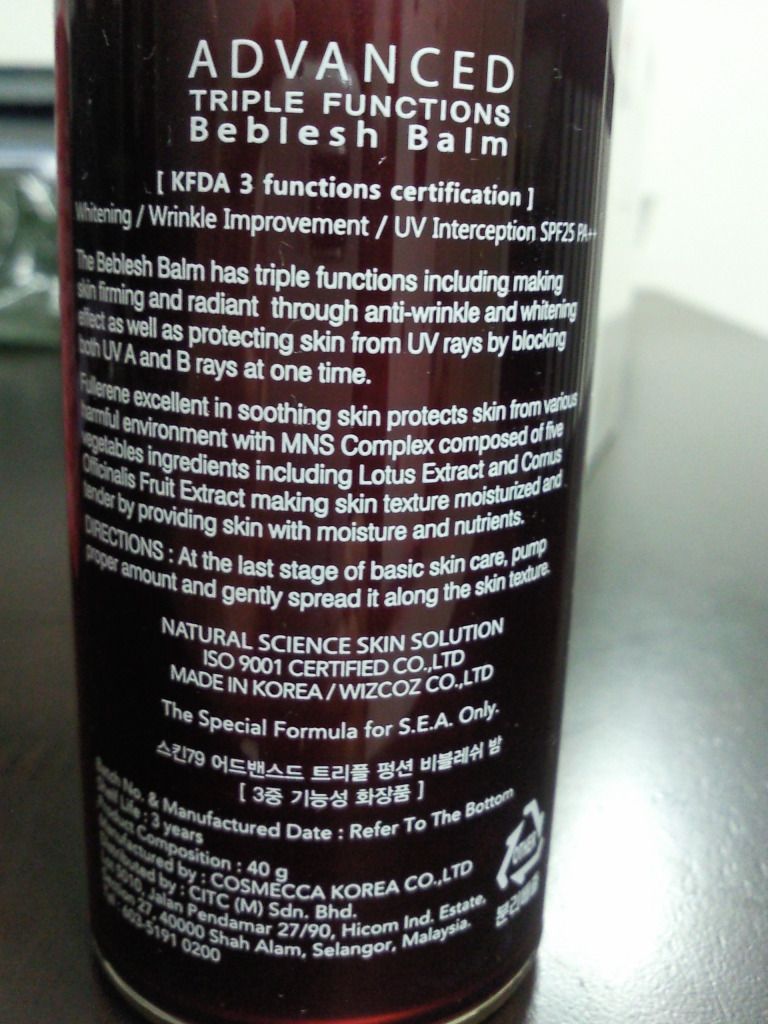 ADVANCED
TRIPLE FUNCTIONS
Beblesh Balm
[ KFDA 3 functions certification ]
Whitening / Wrinkle Improvement / UV Interception SPF25 PA++
The Beblesh Balm has triple functions including making
skin firming and radiant through anti-wrinkle and whitening
effect as well as protecting skin from UV rays by blocking
both UV A and B rays at one time.
Fullerene excellent in soothing skin protects skin from various
harmful environment with MNS Complex composed of five
vegetables ingredients including Lotus Extract and Cornus
Officinalis Fruit Extract making skin texture moisturized and
tender by providing skin with moisture and nutrients.
DIRECTIONS : At the last stage of basic skin care, pump
proper amount and gently spread it along the skin texture.
NATURAL SCIENCE SKIN SOLUTION
ISO 9001 CERTIFIED CO.,LTD
MADE IN KOREA / WIZCOZ CO.,LTD
The Special Formula for S.E.A. Only.
스킨79 어드밴스드 트리플 펑션 비블레쉬 밤
[ 3중 기능성 화장품 ]
Batch No. & Manufactured Date : Refer To The Bottom
Shelf Life : 3 years
Product Composition : 40 g
Manufactured by : COSMECCA KOREA CO.,LTD
Distributed by : CITC (M) Sdn. Bhd.
5010, Jalan Pendamar 27/90, Hicom Ind. Estate,
Section 27, 40000 Shah Alam, Selangor, Malaysia.
603-5191 0200
OTHER
분리배출